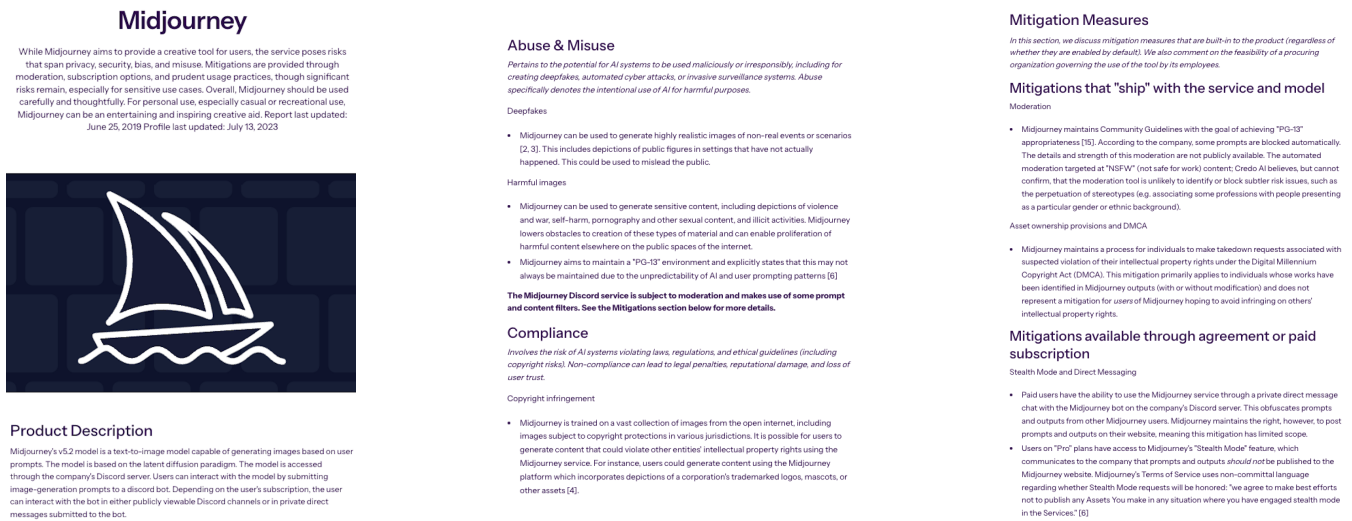 Midjourney
While Midjourney aims to provide a creative tool for users, the service poses risks
that span privacy, security, bias, and misuse. Mitigations are provided through
moderation, subscription options, and prudent usage practices, though significant
risks remain, especially for sensitive use cases. Overall, Midjourney should be used
carefully and thoughtfully. For personal use, especially casual or recreational use,
Midjourney can be an entertaining and inspiring creative aid. Report last updated:
June 25, 2019 Profile last updated: July 13, 2023
Product Description
Midjourney's v5.2 model is a text-to-image model capable of generating images based on user
prompts. The model is based on the latent diffusion paradigm. The model is accessed
through the company's Discord server. Users can interact with the model by submitting
image-generation prompts to a discord bot. Depending on the user's subscription, the user
can interact with the bot in either publicly viewable Discord channels or in private direct
messages submitted to the bot.
Abuse & Misuse
Pertains to the potential for AI systems to be used maliciously or irresponsibly, including for
creating deepfakes, automated cyber attacks, or invasive surveillance systems. Abuse
specifically denotes the intentional use of AI for harmful purposes.
Deepfakes
• Midjourney can be used to generate highly realistic images of non-real events or scenarios
[2, 3]. This includes depictions of public figures in settings that have not actually
happened. This could be used to mislead the public.
Harmful images
• Midjourney can be used to generate sensitive content, including depictions of violence
and war, self-harm, pornography and other sexual content, and illicit activities. Midjourney
lowers obstacles to creation of these types of material and can enable proliferation of
harmful content elsewhere on the public spaces of the internet.
• Midjourney aims to maintain a "PG-13" environment and explicitly states that this may not
always be maintained due to the unpredictability of AI and user prompting patterns [6]
The Midjourney Discord service is subject to moderation and makes use of some prompt
and content filters. See the Mitigations section below for more details.
Compliance
Involves the risk of AI systems violating laws, regulations, and ethical guidelines (including
copyright risks). Non-compliance can lead to legal penalties, reputational damage, and loss of
user trust.
Copyright infringement
• Midjourney is trained on a vast collection of images from the open internet, including
images subject to copyright protections in various jurisdictions. It is possible for users to
generate content that could violate other entities' intellectual property rights using the
Midjourney service. For instance, users could generate content using the Midjourney
platform which incorporates depictions of a corporation's trademarked logos, mascots, or
other assets [4].
Mitigation Measures
In this section, we discuss mitigation measures that are built-in to the product (regardless of
whether they are enabled by default). We also comment on the feasibility of a procuring
organization governing the use of the tool by its employees.
Mitigations that "ship" with the service and model
Moderation
• Midjourney maintains Community Guidelines with the goal of achieving "PG-13"
appropriateness [15]. According to the company, some prompts are blocked automatically.
The details and strength of this moderation are not publicly available. The automated
moderation targeted at "NSFW" (not safe for work) content; Credo AI believes, but cannot
confirm, that the moderation tool is unlikely to identify or block subtler risk issues, such as
the perpetuation of stereotypes (e.g. associating some professions with people presenting
as a particular gender or ethnic background).
Asset ownership provisions and DMCA
• Midjourney maintains a process for individuals to make takedown requests associated with
suspected violation of their intellectual property rights under the Digital Millennium
Copyright Act (DMCA). This mitigation primarily applies to individuals whose works have
been identified in Midjourney outputs (with or without modification) and does not
represent a mitigation for users of Midjourney hoping to avoid infringing on others'
intellectual property rights.
Mitigations available through agreement or paid
subscription
Stealth Mode and Direct Messaging
• Paid users have the ability to use the Midjourney service through a private direct message
chat with the Midjourney bot on the company's Discord server. This obfuscates prompts
and outputs from other Midjourney users. Midjourney maintains the right, however, to post
prompts and outputs on their website, meaning this mitigation has limited scope.
• Users on "Pro" plans have access to Midjourney's "Stealth Mode" feature, which
communicates to the company that prompts and outputs should not be published to the
Midjourney website. Midjourney's Terms of Service uses non-committal language
regarding whether Stealth Mode requests will be honored: "we agree to make best efforts
not to publish any Assets You make in any situation where you have engaged stealth mode
in the Services." [6]